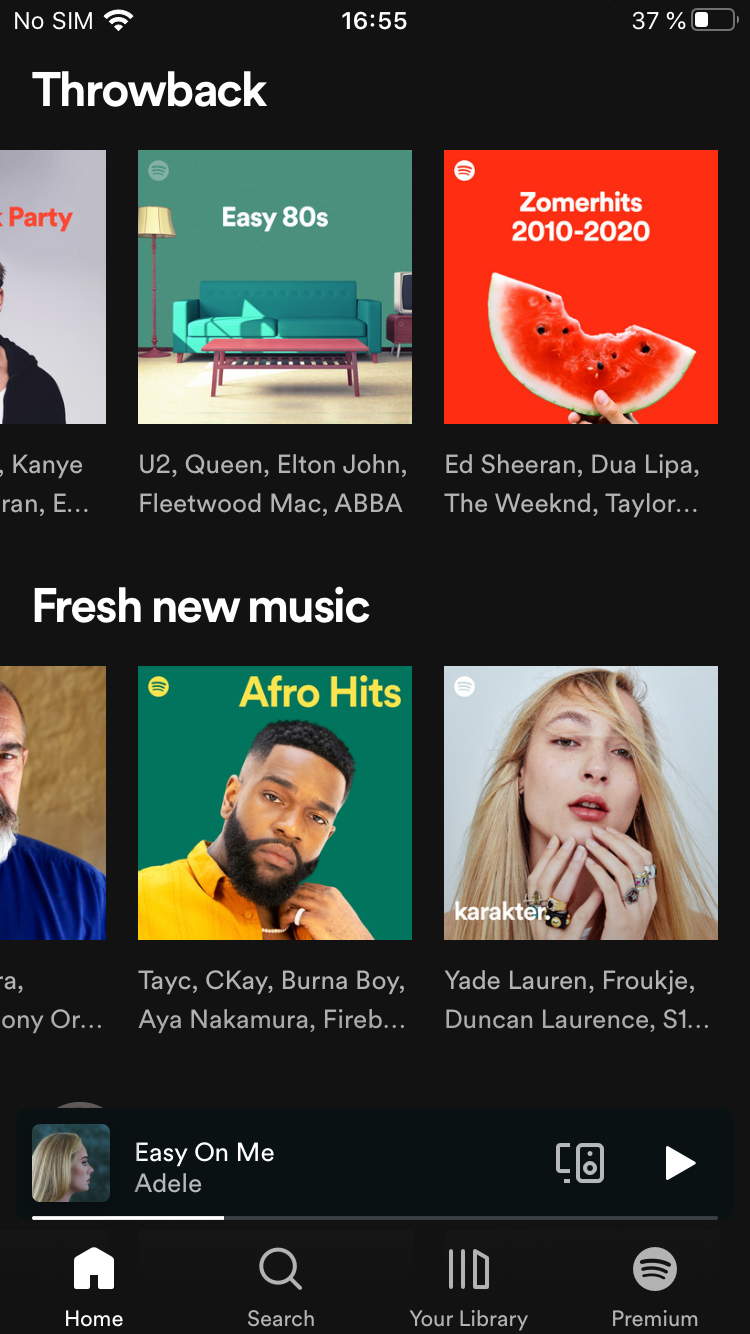 No SIM 16:55 37 %
Throwback
Party
Easy 80s
Zomerhits
2010-2020
, Kanye
ran, E...
U2, Queen, Elton John,
Fleetwood Mac, ABBA
Ed Sheeran, Dua Lipa,
The Weeknd, Taylor...
Fresh new music
Afro Hits
karakter.
ra,
ony Or...
Tayc, CKay, Burna Boy,
Aya Nakamura, Fireb...
Yade Lauren, Froukje,
Duncan Laurence, S1...
Easy On Me
Adele
Home
Search
Your Library
Premium